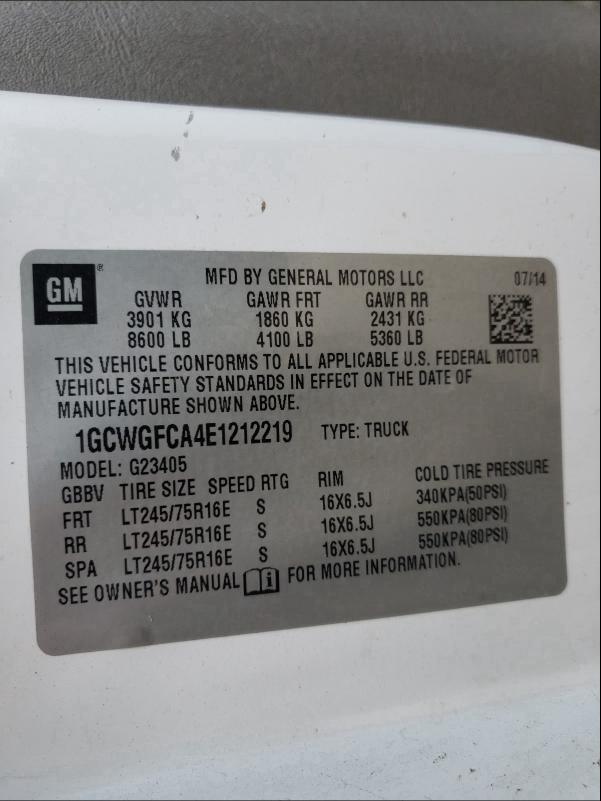 GM ® MFD BY GENERAL MOTORS LLC 07/14
GVWR GAWR FRT GAWR RR
3901 KG 1860 KG 2431 KG
8600 LB 4100 LB 5360 LB
THIS VEHICLE CONFORMS TO ALL APPLICABLE U.S. FEDERAL MOTOR
VEHICLE SAFETY STANDARDS IN EFFECT ON THE DATE OF
MANUFACTURE SHOWN ABOVE.
1GCWGFCA4E1212219 TYPE: TRUCK
MODEL: G23405
GBBV TIRE SIZE SPEED RTG RIM COLD TIRE PRESSURE
FRT LT245/75R16E S 16X6.5J 340KPA(50PSI)
RR LT245/75R16E S 16X6.5J 550KPA(80PSI)
SPA LT245/75R16E S 16X6.5J 550KPA(80PSI)
SEE OWNER'S MANUAL FOR MORE INFORMATION.